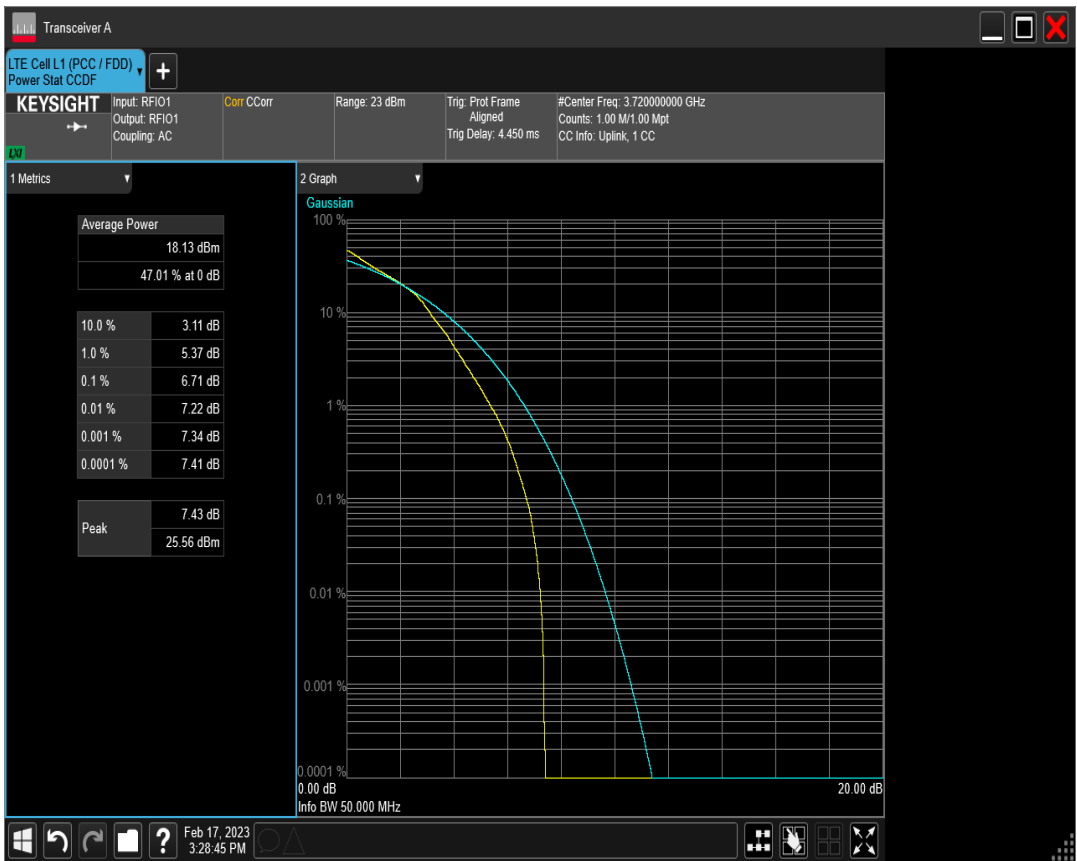 Transceiver A
LTE Cell L1 (PCC / FDD)
Power Stat CCDF
KEYSIGHT
LXI
Input: RFIO1
Output: RFIO1
Coupling: AC
Corr CCorr
Range: 23 dBm
Trig: Prot Frame
Aligned
Trig Delay: 4.450 ms
#Center Freq: 3.720000000 GHz
Counts: 1.00 M/1.00 Mpt
CC Info: Uplink, 1 CC
1 Metrics
Average Power
18.13 dBm
47.01 % at 0 dB
10.0 % 3.11 dB
1.0 % 5.37 dB
0.1 % 6.71 dB
0.01 % 7.22 dB
0.001 % 7.34 dB
0.0001 % 7.41 dB
Peak
7.43 dB
25.56 dBm
2 Graph
Gaussian
100 %
10 %
1 %
0.1 %
0.01 %
0.001 %
0.0001 %
0.00 dB 20.00 dB
Info BW 50.000 MHz
?
Feb 17, 2023
3:28:45 PM